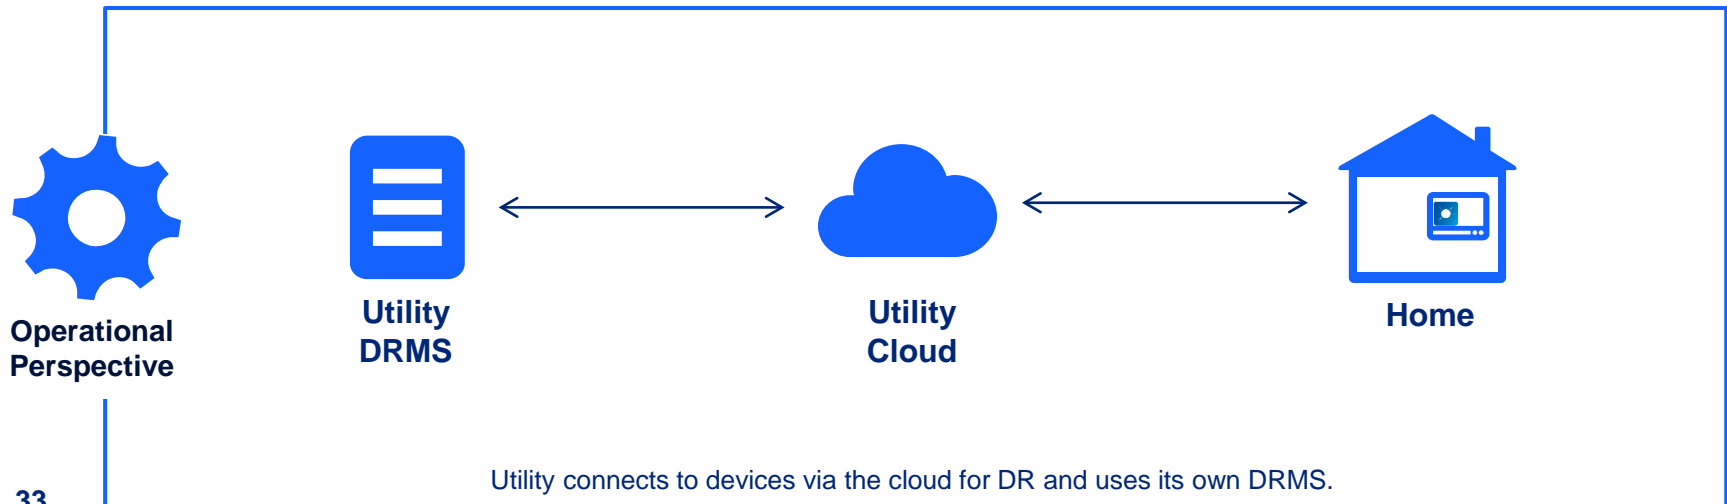 Operational
Perspective
Utility
DRMS
Utility
Cloud
Home
Utility connects to devices via the cloud for DR and uses its own DRMS.
33